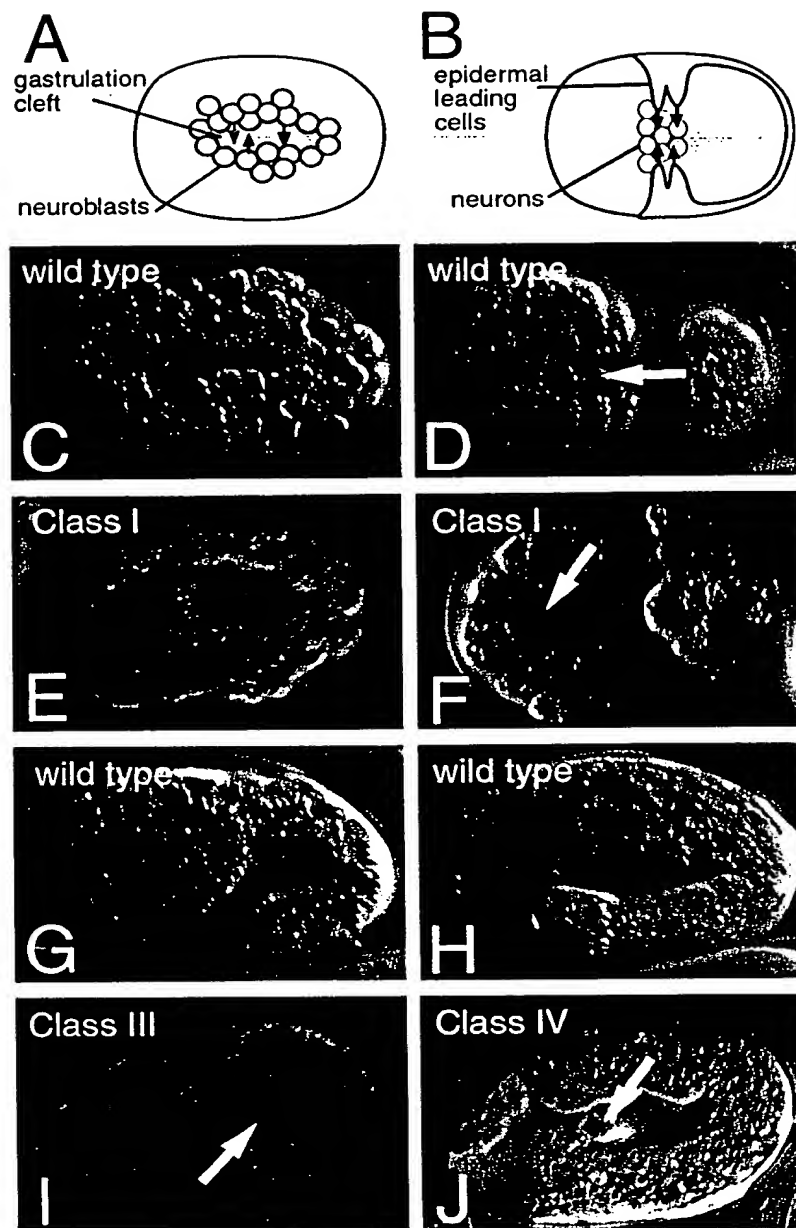 A
gastrulation
cleft
neuroblasts
B
epidermal
leading
cells
neurons
wild type
C
wild type
D
Class I
E
Class I
F
wild type
G
wild type
H
Class III
I
Class IV
J